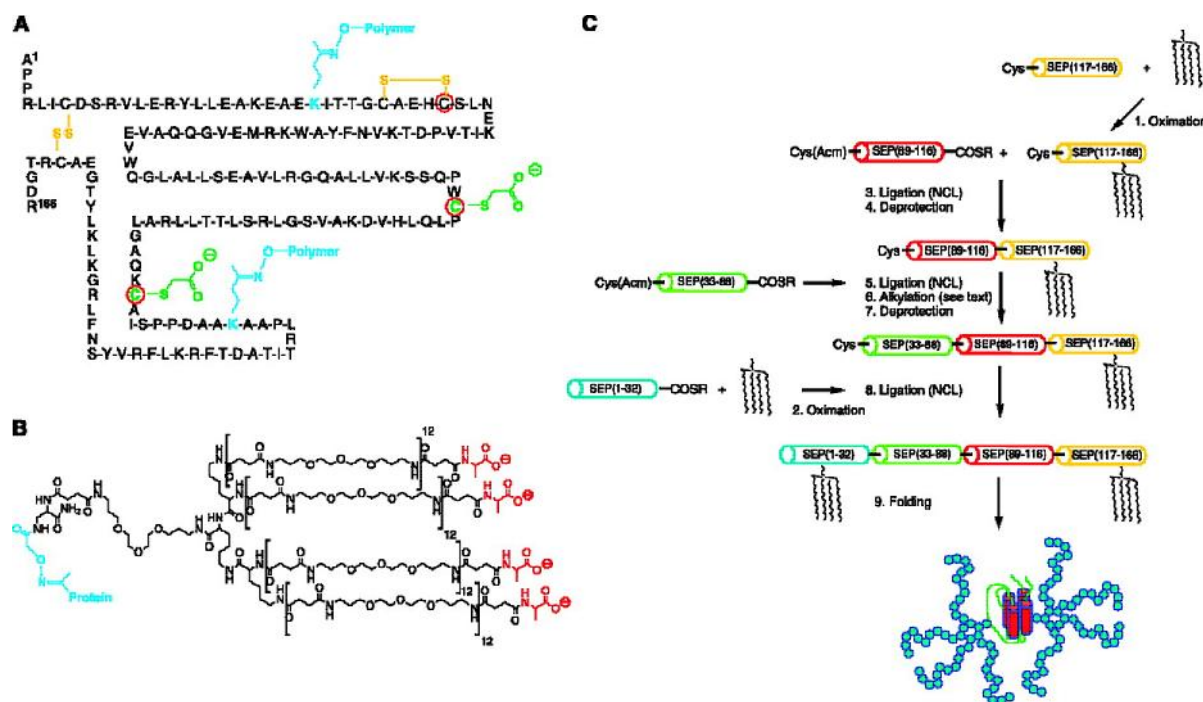 A
O–Polymer
N
A¹
P
P
S
S
R-L-I-C-D-S-R-V-L-E-R-Y-L-L-E-A-K-E-A-E-K-I-T-T-G-C-A-E-H-C-S-L-N
E
S S
E-V-A-Q-Q-G-V-E-M-R-K-W-A-Y-F-N-V-K-T-D-P-V-T-I-K
V
W
T-R-C-A-E
G
D
R¹⁶⁶
Q-G-L-A-L-L-S-E-A-V-L-R-G-Q-A-L-L-V-K-S-S-Q-P
W
C
S
O
O
L-A-R-L-L-T-T-L-S-R-L-G-S-V-A-K-D-V-H-L-Q-L-P
G
A
Q
K
C
A
S
O
O
O–Polymer
N
G
T
Y
L
K
L
K
G
R
L
F
N
I-S-P-P-D-A-A-K-A-A-P-L
R
S-Y-V-R-F-L-K-R-F-T-D-A-T-I-T
B
12
12
12
12
NH₂
Protein
C
Cys
SEP(117-166)
+
1. Oximation
Cys(Acm)
SEP(89-116)
COSR
+
Cys
SEP(117-166)
3. Ligation (NCL)
4. Deprotection
Cys
SEP(89-116)
SEP(117-166)
Cys(Acm)
SEP(33-88)
COSR
5. Ligation (NCL)
6. Alkylation (see text)
7. Deprotection
Cys
SEP(33-88)
SEP(89-116)
SEP(117-166)
SEP(1-32)
COSR
+
2. Oximation
8. Ligation (NCL)
SEP(1-32)
SEP(33-88)
SEP(89-116)
SEP(117-166)
9. Folding